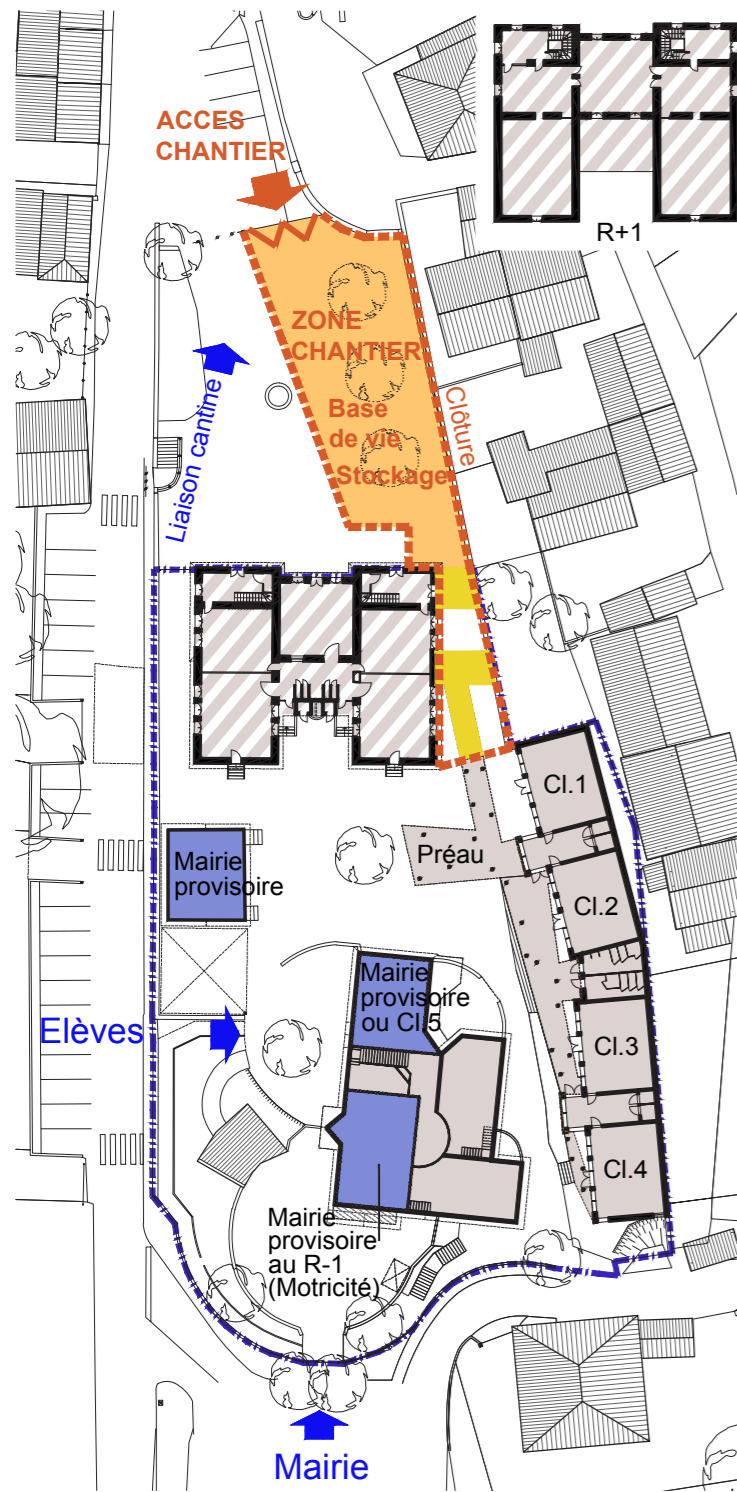 ACCES
CHANTIER
R+1
ZONE
CHANTIER
Base
de vie
Stockage
Clôture
Liaison cantine
Cl.1
Préau
Mairie
provisoire
Cl.2
Mairie
provisoire
ou Cl.5
Elèves
Cl.3
Cl.4
Mairie
provisoire
au R-1
(Motricité)
Mairie